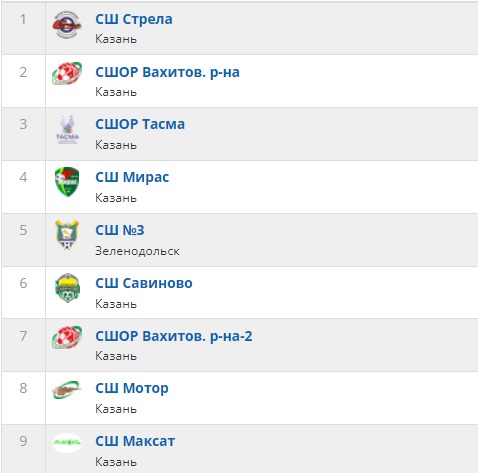 1
СШ Стрела
Казань
2
СШОР Вахитов. р-на
Казань
3
СШОР Тасма
Казань
ТАСМА
4
СШ Мирас
Казань
Мирас
5
СШ №3
Зеленодольск
6
СШ Савиново
Казань
7
СШОР Вахитов. р-на-2
Казань
8
СШ Мотор
Казань
9
СШ Максат
Казань